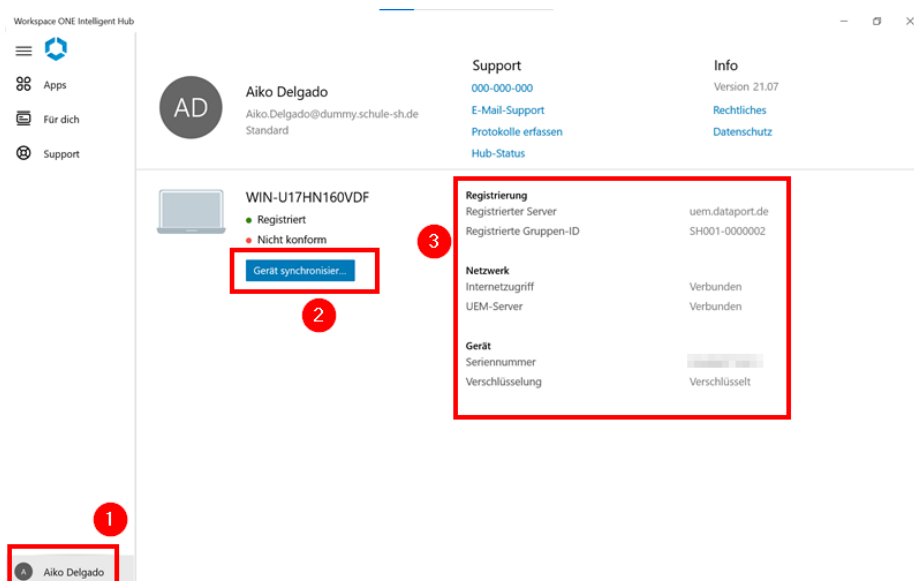 Workspace ONE Intelligent Hub
Apps
Für dich
Support
AD
Aiko Delgado
Aiko.Delgado@dummy.schule-sh.de
Standard
Support
000-000-000
E-Mail-Support
Protokolle erfassen
Hub-Status
Info
Version 21.07
Rechtliches
Datenschutz
WIN-U17HN160VDF
Registriert
Nicht konform
Gerät synchronisier...
2
3
Registrierung
Registrierter Server uem.dataport.de
Registrierte Gruppen-ID SH001-0000002
Netzwerk
Internetzugriff Verbunden
UEM-Server Verbunden
Gerät
Seriennummer
Verschlüsselung Verschlüsselt
1
A Aiko Delgado